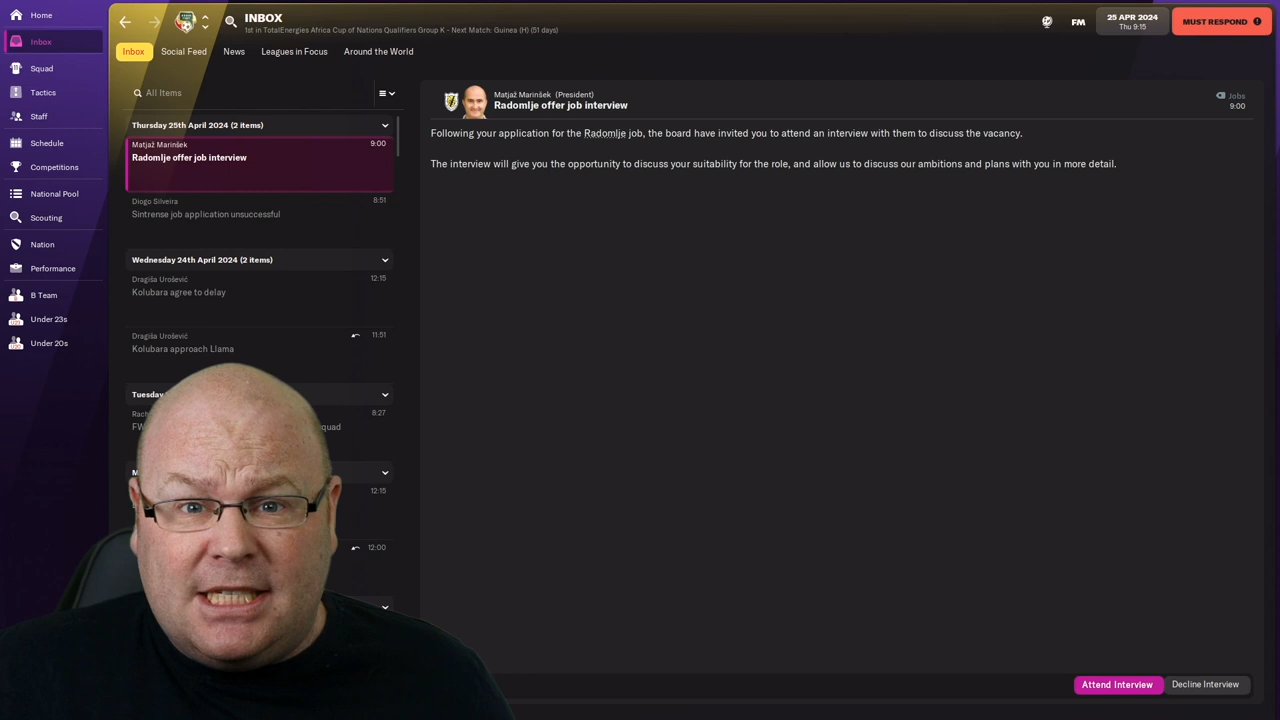 Home
INBOX
1st in TotalEnergies Africa Cup of Nations Qualifiers Group K - Next Match: Guinea (H) (51 days)
FM
25 APR 2024
Thu 9:15
MUST RESPOND
Inbox
Squad
Tactics
Staff
Schedule
Competitions
National Pool
Scouting
Nation
Performance
B Team
Under 23s
Under 20s
Inbox
Social Feed
News
Leagues in Focus
Around the World
All Items
Thursday 25th April 2024 (2 items)
Matjaž Marinšek
9:00
Radomlje offer job interview
Diogo Silveira
8:51
Sintrense job application unsuccessful
Wednesday 24th April 2024 (2 items)
Dragiša Urošević
12:15
Kolubara agree to delay
Dragiša Urošević
11:51
Kolubara approach Llama
Tuesday
8:27
12:15
12:00
Matjaž Marinšek (President)
Radomlje offer job interview
Jobs
9:00
Following your application for the Radomlje job, the board have invited you to attend an interview with them to discuss the vacancy.
The interview will give you the opportunity to discuss your suitability for the role, and allow us to discuss our ambitions and plans with you in more detail.
Attend Interview
Decline Interview